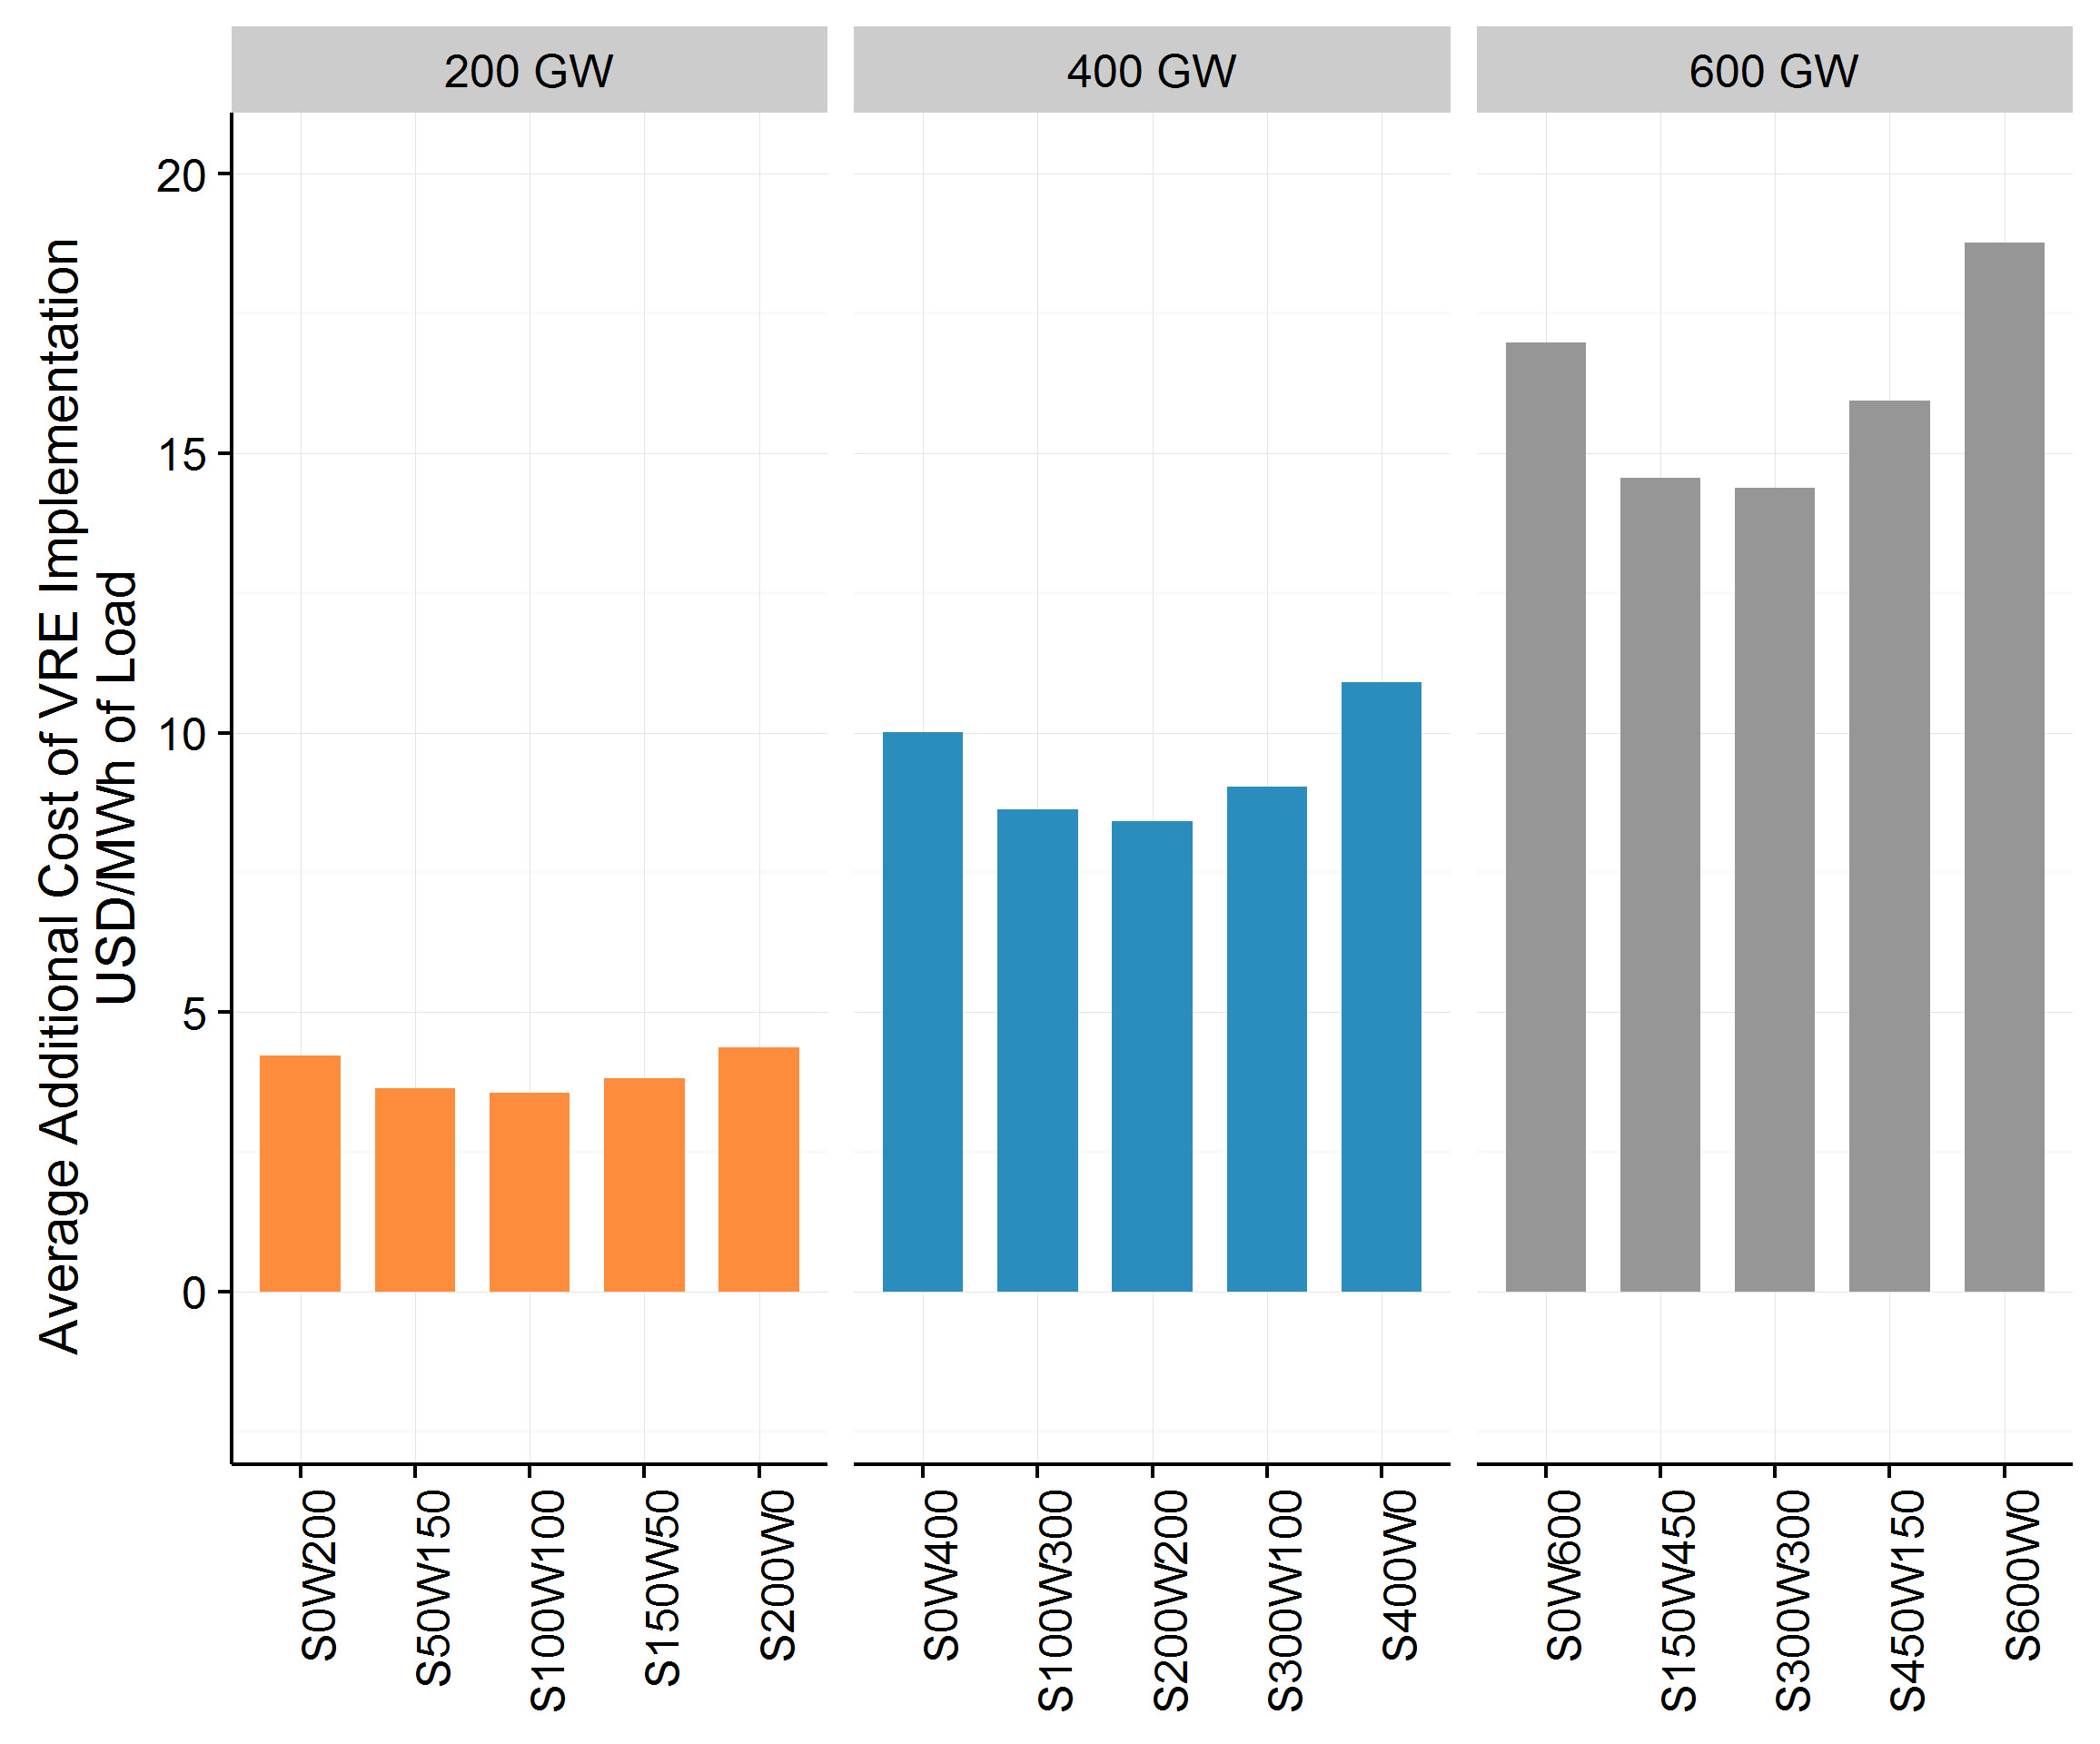 200 GW
400 GW
600 GW
Average Additional Cost of VRE Implementation
USD/MWh of Load
20
15
10
5
0
S0W200
S50W150
S100W100
S150W50
S200W0
S0W400
S100W300
S200W200
S300W100
S400W0
S0W600
S150W450
S300W300
S450W150
S600W0